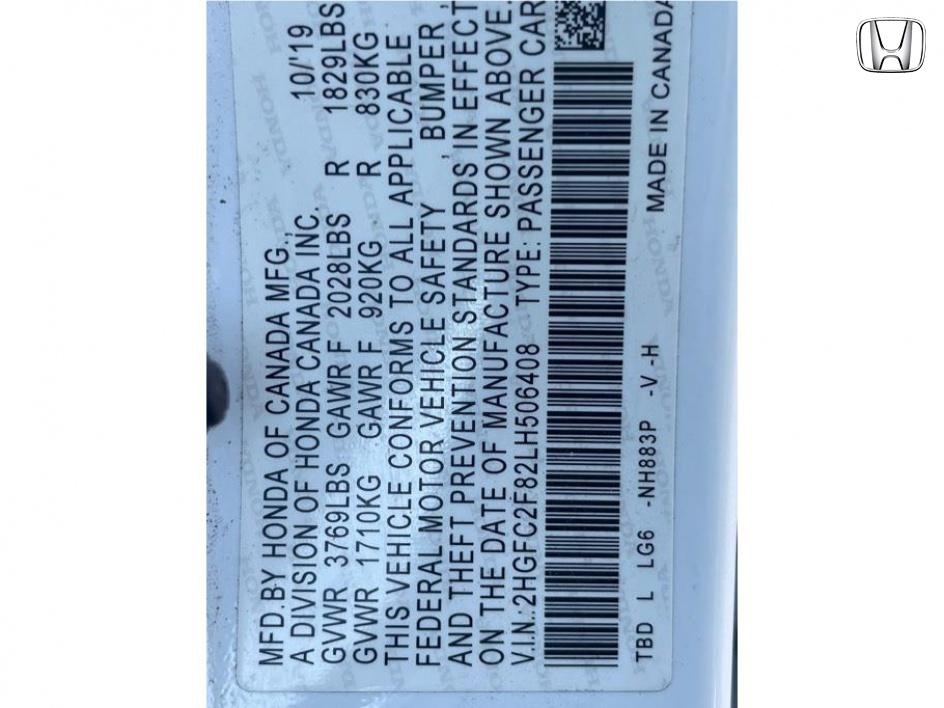 MFD.BY HONDA OF CANADA MFG., 10/'19
A DIVISION OF HONDA CANADA INC.
GVWR 3769LBS GAWR F 2028LBS R 1829LBS
GVWR 1710KG GAWR F 920KG R 830KG
THIS VEHICLE CONFORMS TO ALL APPLICABLE
FEDERAL MOTOR VEHICLE SAFETY , BUMPER ,
AND THEFT PREVENTION STANDARDS IN EFFECT
ON THE DATE OF MANUFACTURE SHOWN ABOVE.
V.I.N.:2HGFC2F82LH506408 TYPE: PASSENGER CAR
TBD L LG6 -NH883P -V -H MADE IN CANADA